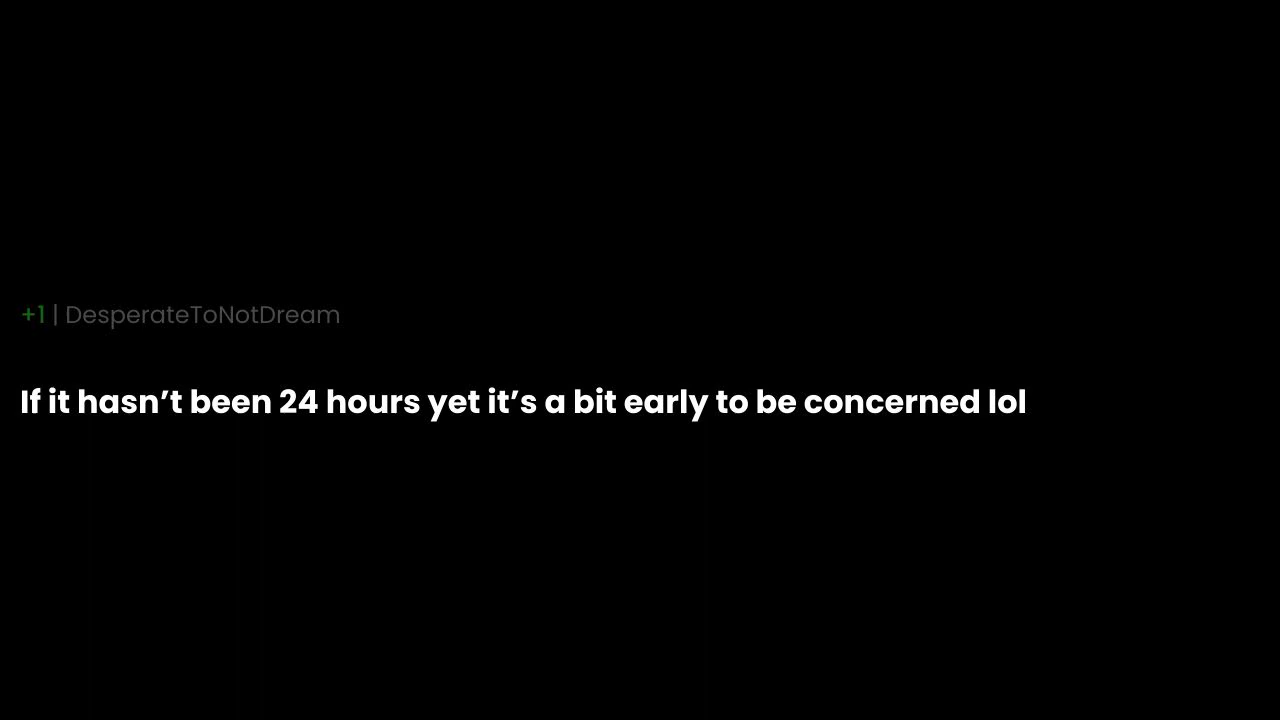 +1 | DesperateToNotDream
If it hasn’t been 24 hours yet it’s a bit early to be concerned lol